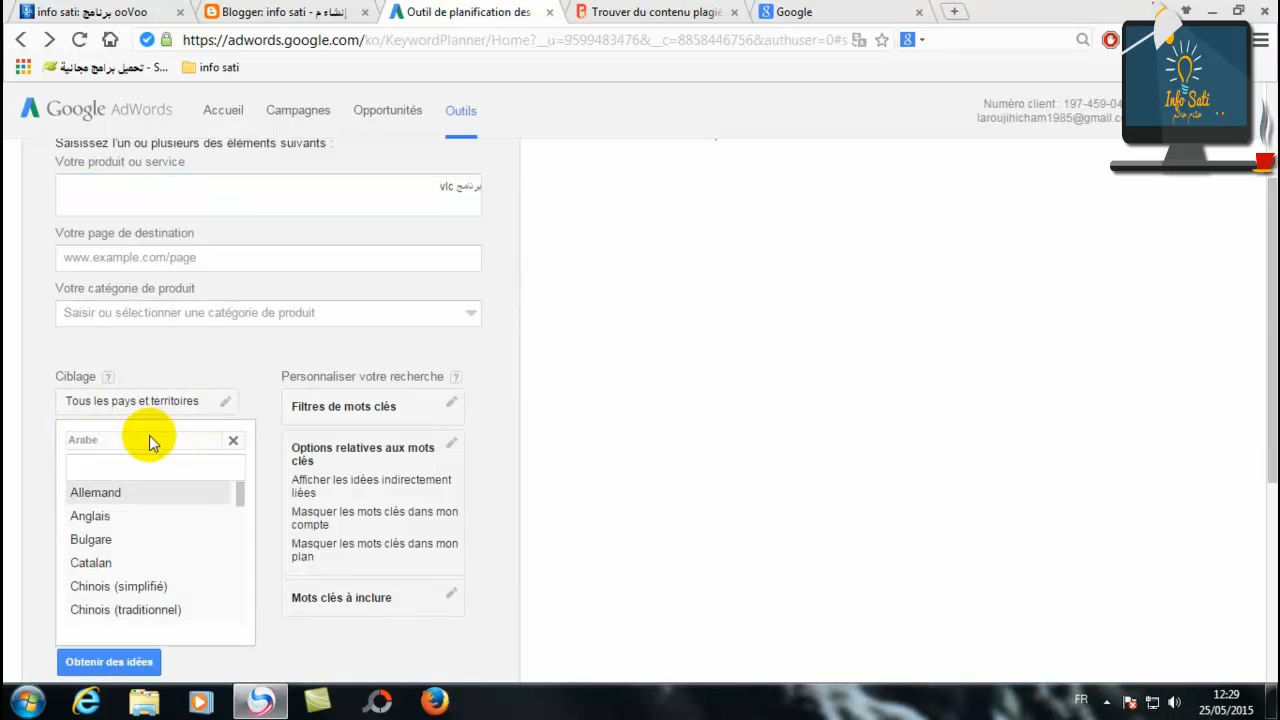 info sati: برنامج ooVoo
Blogger: info sati - إنشاء م
Outil de planification des
Trouver du contenu plagié
Google
https://adwords.google.com/ko/KeywordPlanner/Home?__u=9599483476&__c=8858446756&authuser=0#s
تحميل برامج مجانية - S...
info sati
Google AdWords
Accueil
Campagnes
Opportunités
Outils
Numéro client : 197-459-04
laroujihicham1985@gmail.c
Info Sati
Saisissez l'un ou plusieurs des éléments suivants :
Votre produit ou service
برنامج vlc
Votre page de destination
www.example.com/page
Votre catégorie de produit
Saisir ou sélectionner une catégorie de produit
Ciblage ?
Personnaliser votre recherche ?
Tous les pays et territoires
Filtres de mots clés
Arabe
Options relatives aux mots
clés
Afficher les idées indirectement
liées
Allemand
Masquer les mots clés dans mon
compte
Anglais
Masquer les mots clés dans mon
plan
Bulgare
Catalan
Chinois (simplifié)
Mots clés à inclure
Chinois (traditionnel)
Obtenir des idées
FR
12:29
25/05/2015